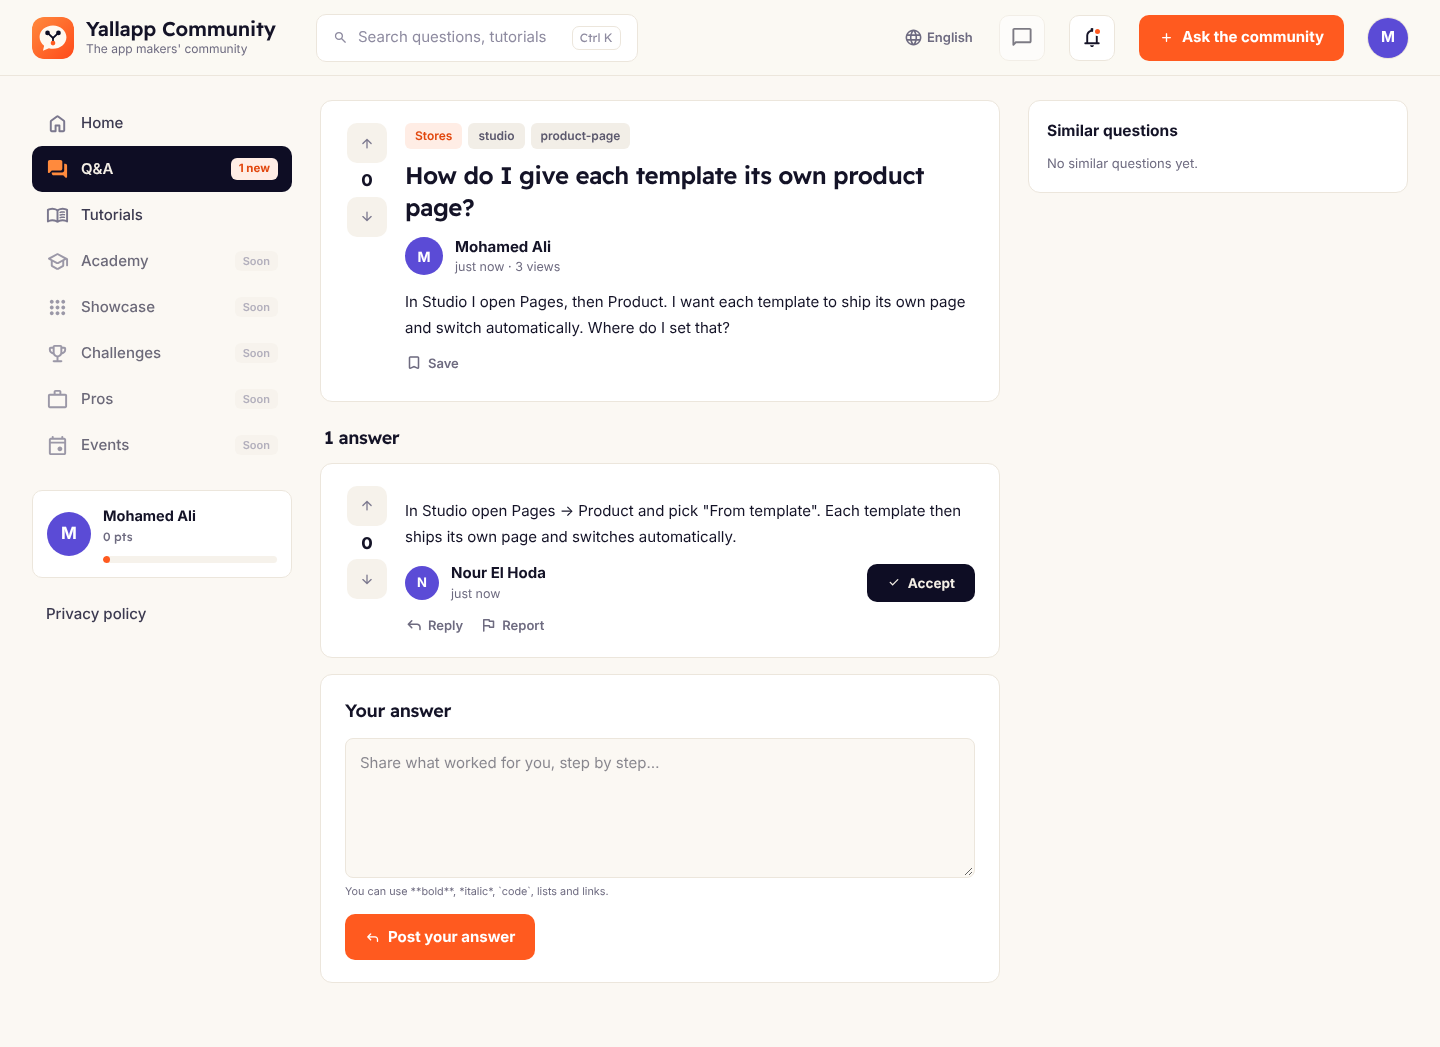 Yallapp Community
The app makers' community
Search questions, tutorials
Ctrl K
English
Ask the community
M
Home
Q&A
1 new
Tutorials
Academy
Soon
Showcase
Soon
Challenges
Soon
Pros
Soon
Events
Soon
M
Mohamed Ali
0 pts
Privacy policy
Stores
studio
product-page
0
How do I give each template its own product
page?
M
Mohamed Ali
just now · 3 views
In Studio I open Pages, then Product. I want each template to ship its own page
and switch automatically. Where do I set that?
Save
1 answer
0
In Studio open Pages → Product and pick "From template". Each template then
ships its own page and switches automatically.
N
Nour El Hoda
just now
Accept
Reply
Report
Your answer
Share what worked for you, step by step...
You can use **bold**, *italic*, `code`, lists and links.
Post your answer
Similar questions
No similar questions yet.